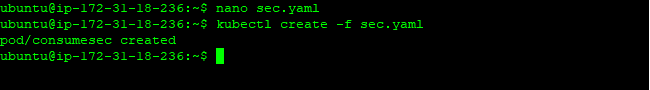 ubuntu@ip-172-31-18-236:~$ nano sec.yaml
ubuntu@ip-172-31-18-236:~$ kubectl create -f sec.yaml
pod/consumesec created
ubuntu@ip-172-31-18-236:~$